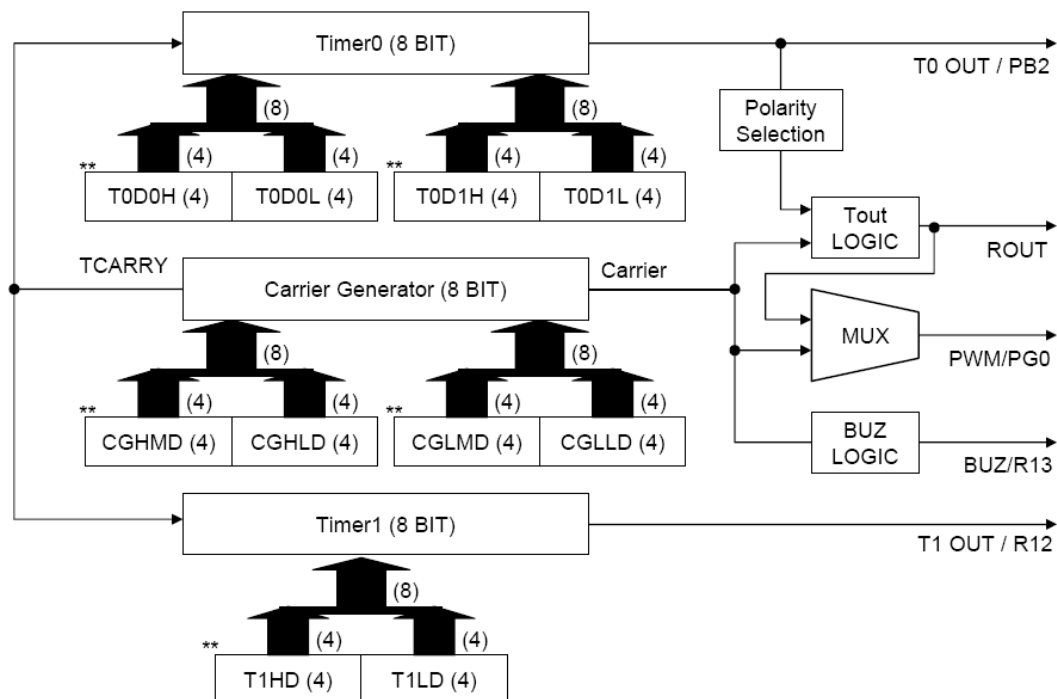 Timer0 (8 BIT)
T0 OUT / PB2
(8)
(8)
Polarity
Selection
**
(4)
(4)
**
(4)
(4)
T0D0H (4)
T0D0L (4)
T0D1H (4)
T0D1L (4)
Tout
LOGIC
ROUT
TCARRY
Carrier Generator (8 BIT)
Carrier
(8)
(8)
MUX
PWM/PG0
**
(4)
(4)
**
(4)
(4)
CGHMD (4)
CGHLD (4)
CGLMD (4)
CGLLD (4)
BUZ
LOGIC
BUZ/R13
Timer1 (8 BIT)
T1 OUT / R12
(8)
**
(4)
(4)
T1HD (4)
T1LD (4)